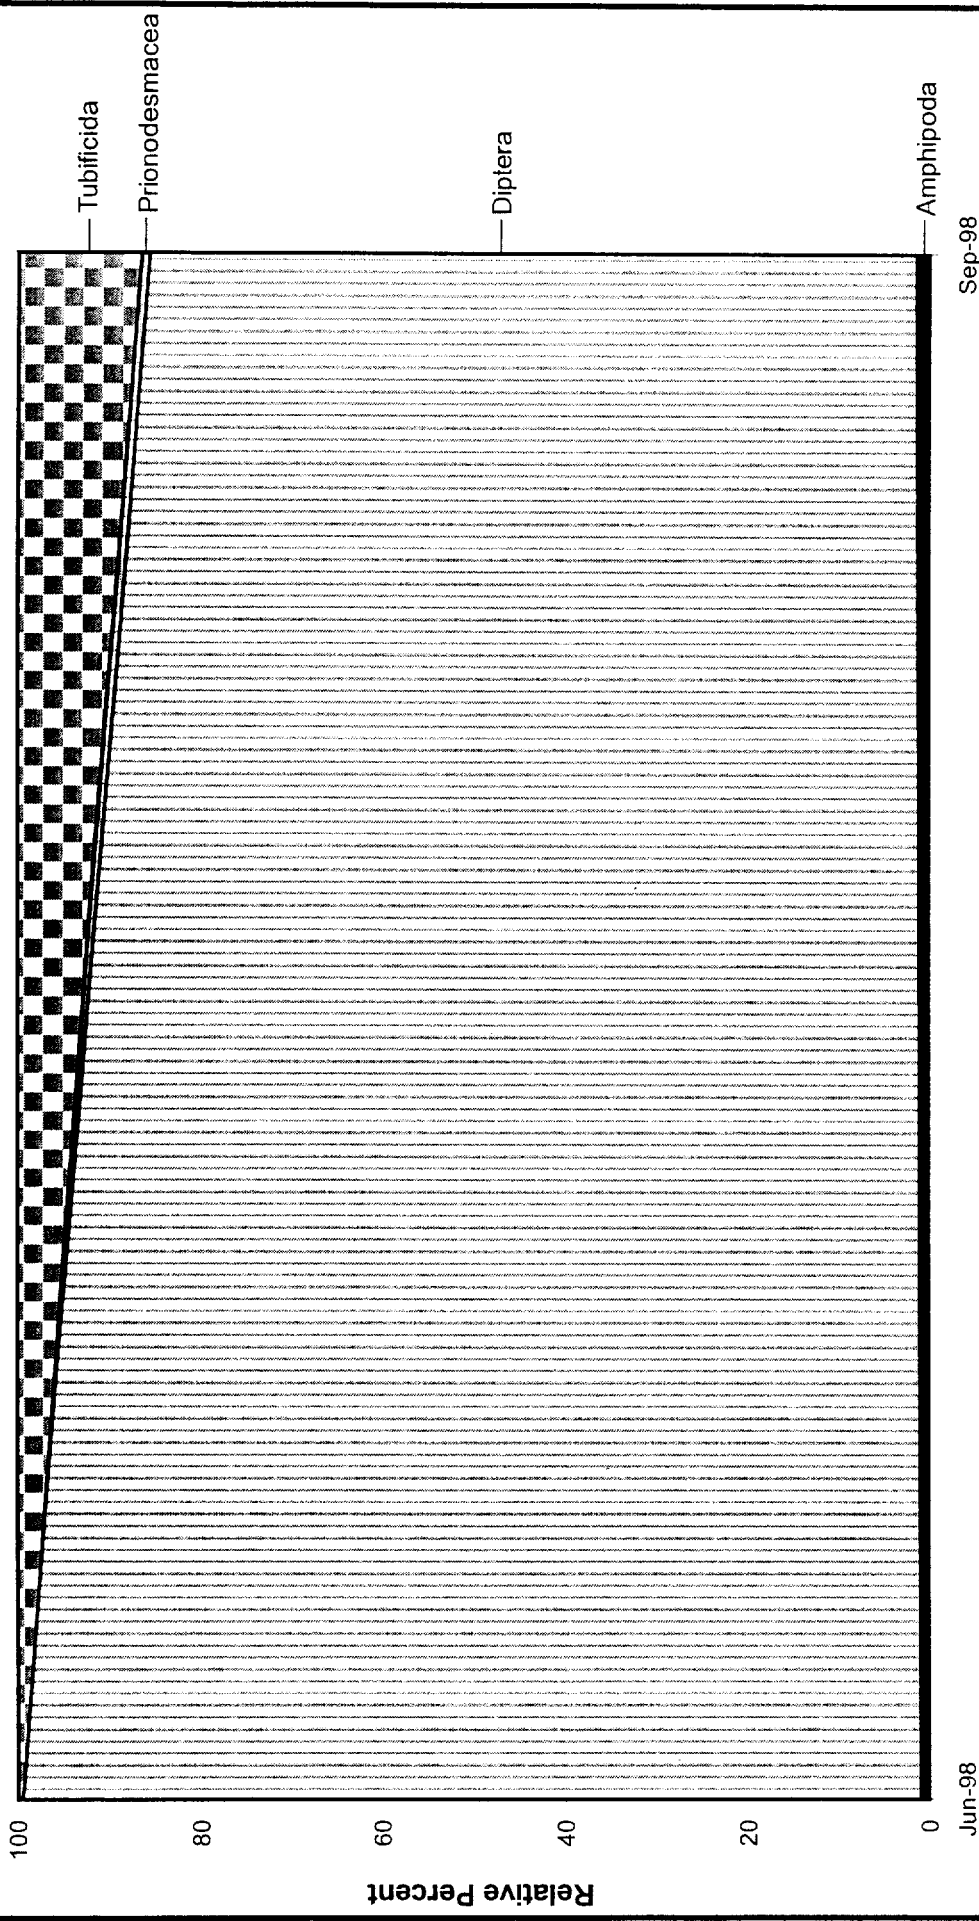 Relative Percent
100
80
60
40
20
0
Jun-98
Sep-98
Tubificida
Prionodesmacea
Diptera
Amphipoda